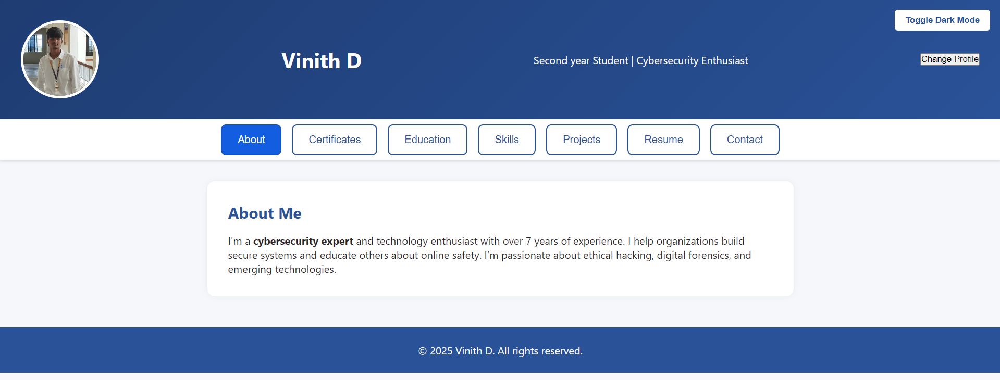 Toggle Dark Mode
Vinith D
Second year Student | Cybersecurity Enthusiast
Change Profile
About
Certificates
Education
Skills
Projects
Resume
Contact
About Me
I'm a cybersecurity expert and technology enthusiast with over 7 years of experience. I help organizations build
secure systems and educate others about online safety. I’m passionate about ethical hacking, digital forensics, and
emerging technologies.
© 2025 Vinith D. All rights reserved.